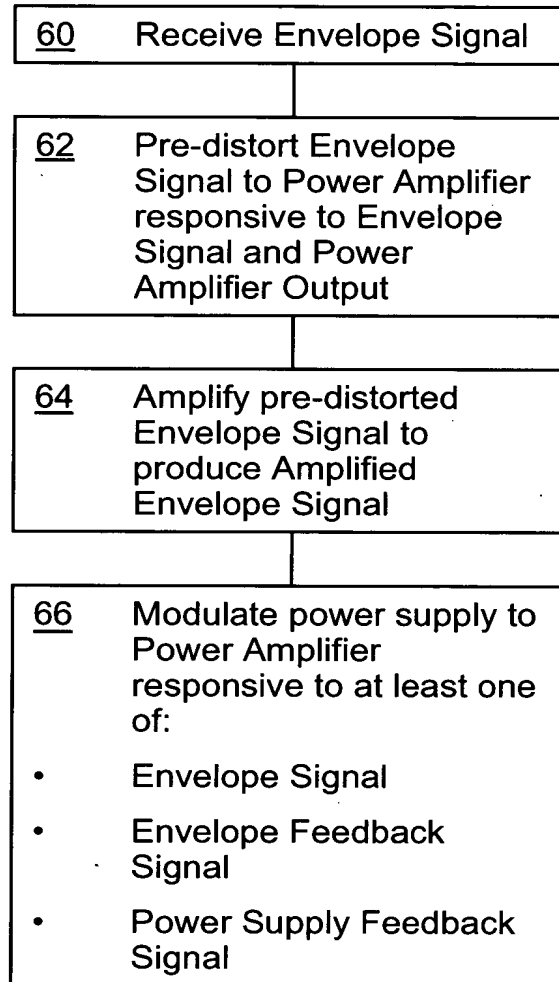 60 Receive Envelope Signal
62 Pre-distort Envelope
Signal to Power Amplifier
responsive to Envelope
Signal and Power
Amplifier Output
64 Amplify pre-distorted
Envelope Signal to
produce Amplified
Envelope Signal
66 Modulate power supply to
Power Amplifier
responsive to at least one
of:
• Envelope Signal
• Envelope Feedback
Signal
• Power Supply Feedback
Signal